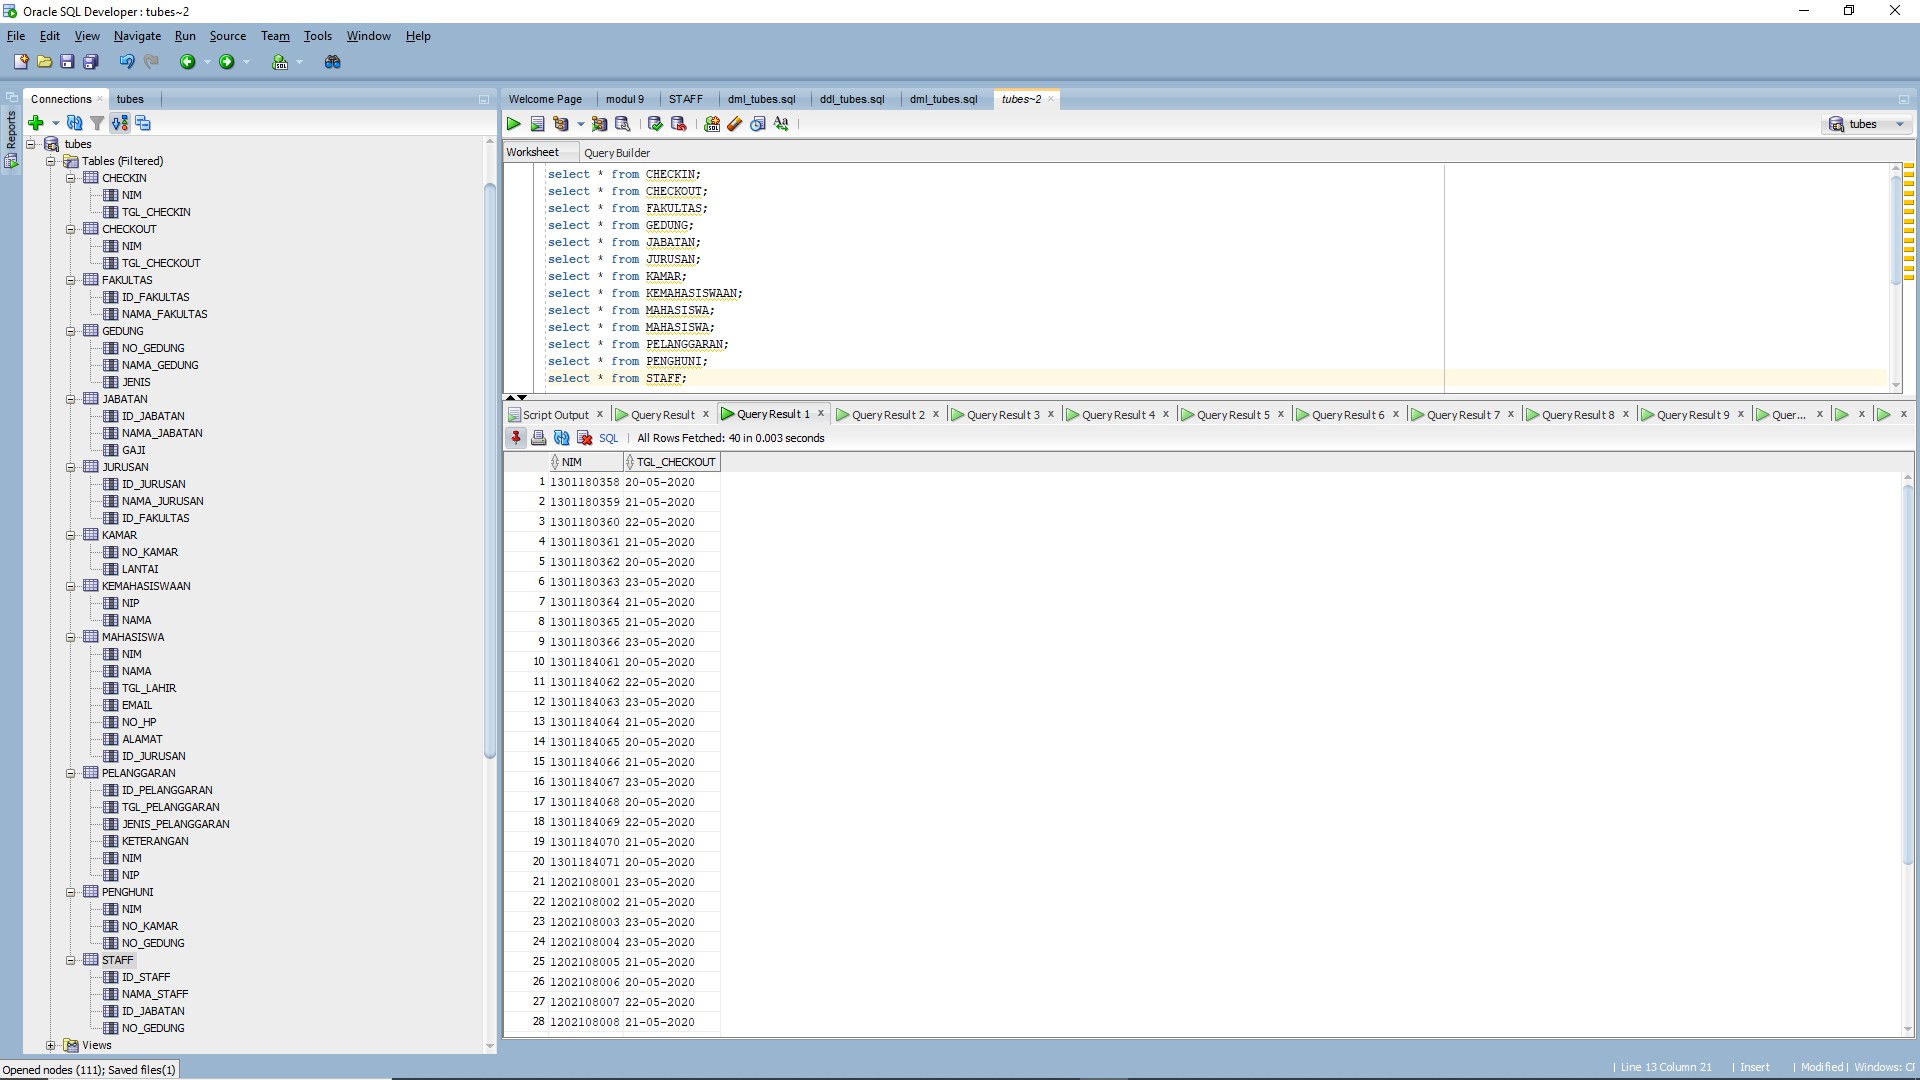 Oracle SQL Developer : tubes~2
File Edit View Navigate Run Source Team Tools Window Help
Reports
Connections
tubes
tubes
Tables (Filtered)
CHECKIN
NIM
TGL_CHECKIN
CHECKOUT
NIM
TGL_CHECKOUT
FAKULTAS
ID_FAKULTAS
NAMA_FAKULTAS
GEDUNG
NO_GEDUNG
NAMA_GEDUNG
JENIS
JABATAN
ID_JABATAN
NAMA_JABATAN
GAJI
JURUSAN
ID_JURUSAN
NAMA_JURUSAN
ID_FAKULTAS
KAMAR
NO_KAMAR
LANTAI
KEMAHASISWAAN
NIP
NAMA
MAHASISWA
NIM
NAMA
TGL_LAHIR
EMAIL
NO_HP
ALAMAT
ID_JURUSAN
PELANGGARAN
ID_PELANGGARAN
TGL_PELANGGARAN
JENIS_PELANGGARAN
KETERANGAN
NIM
NIP
PENGHUNI
NIM
NO_KAMAR
NO_GEDUNG
STAFF
ID_STAFF
NAMA_STAFF
ID_JABATAN
NO_GEDUNG
Views
Welcome Page modul 9 STAFF dml_tubes.sql ddl_tubes.sql dml_tubes.sql tubes~2
tubes
Worksheet Query Builder
select * from CHECKIN;
select * from CHECKOUT;
select * from FAKULTAS;
select * from GEDUNG;
select * from JABATAN;
select * from JURUSAN;
select * from KAMAR;
select * from KEMAHASISWAAN;
select * from MAHASISWA;
select * from MAHASISWA;
select * from PELANGGARAN;
select * from PENGHUNI;
select * from STAFF;
Script Output x Query Result x Query Result 1 x Query Result 2 x Query Result 3 x Query Result 4 x Query Result 5 x Query Result 6 x Query Result 7 x Query Result 8 x Query Result 9 x Quer... x x x
SQL | All Rows Fetched: 40 in 0.003 seconds
NIM TGL_CHECKOUT
1 1301180358 20-05-2020
2 1301180359 21-05-2020
3 1301180360 22-05-2020
4 1301180361 21-05-2020
5 1301180362 20-05-2020
6 1301180363 23-05-2020
7 1301180364 21-05-2020
8 1301180365 21-05-2020
9 1301180366 23-05-2020
10 1301184061 20-05-2020
11 1301184062 22-05-2020
12 1301184063 23-05-2020
13 1301184064 21-05-2020
14 1301184065 20-05-2020
15 1301184066 21-05-2020
16 1301184067 23-05-2020
17 1301184068 20-05-2020
18 1301184069 22-05-2020
19 1301184070 21-05-2020
20 1301184071 20-05-2020
21 1202108001 23-05-2020
22 1202108002 21-05-2020
23 1202108003 23-05-2020
24 1202108004 23-05-2020
25 1202108005 21-05-2020
26 1202108006 20-05-2020
27 1202108007 22-05-2020
28 1202108008 21-05-2020
Opened nodes (111); Saved files(1)
| Line 13 Column 21 | Insert | Modified | Windows: CF